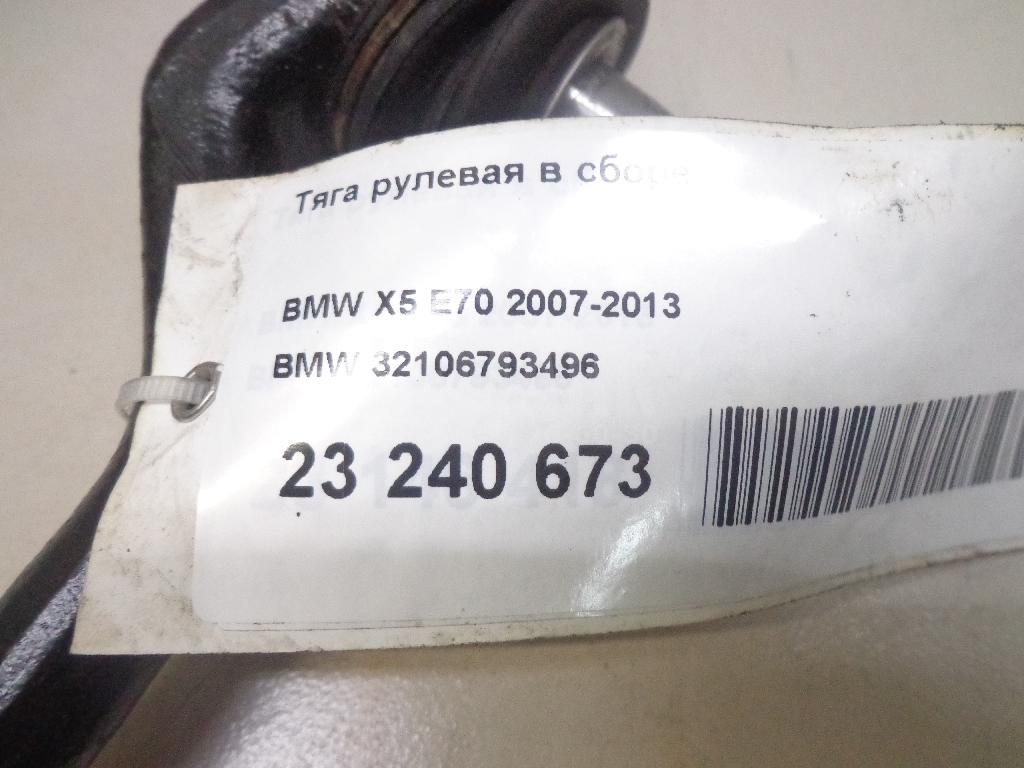 Тяга рулевая в сборе
BMW X5 E70 2007-2013
BMW 32106793496
23 240 673